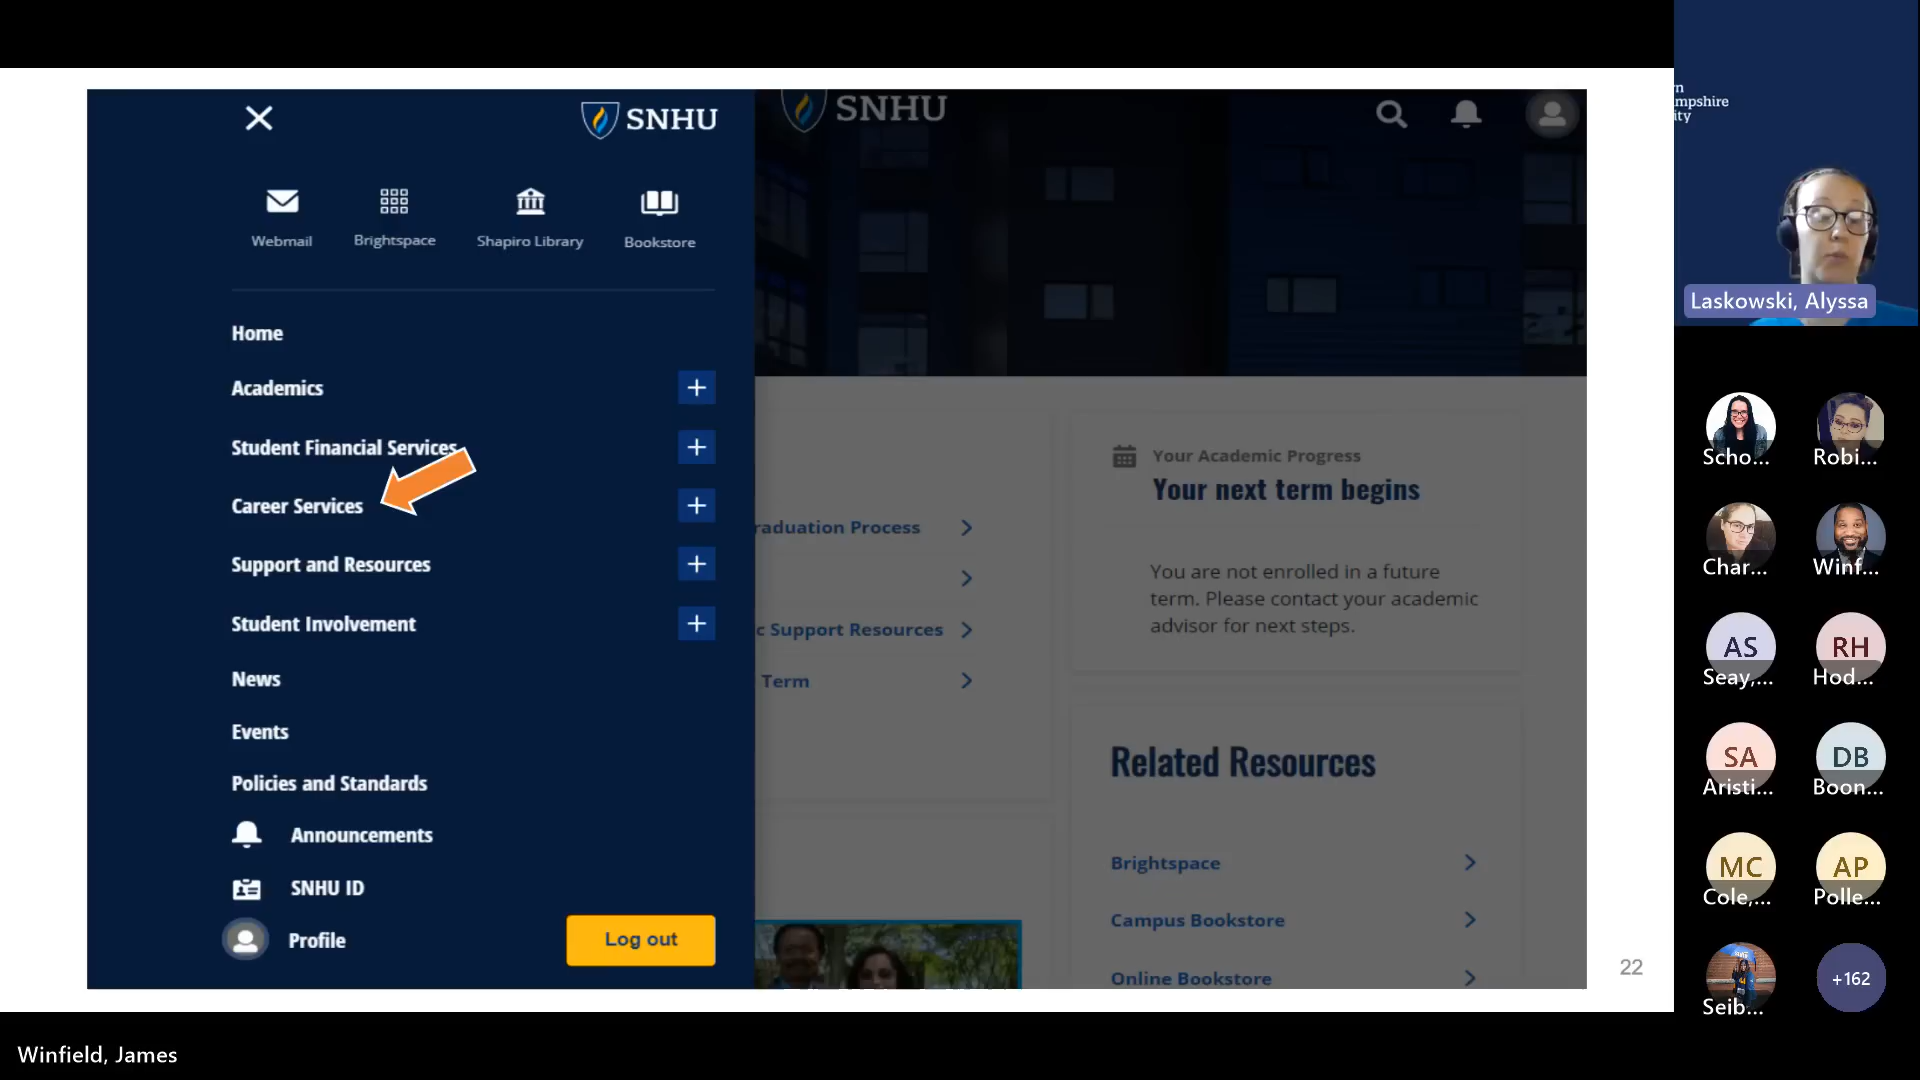 SNHU
Webmail
Brightspace
Shapiro Library
Bookstore
Home
Academics
Student Financial Services
Career Services
Support and Resources
Student Involvement
News
Events
Policies and Standards
Announcements
SNHU ID
Profile
Log out
SNHU
raduation Process
c Support Resources
Term
Your Academic Progress
Your next term begins
You are not enrolled in a future
term. Please contact your academic
advisor for next steps.
Related Resources
Brightspace
Campus Bookstore
Online Bookstore
22
n
mpshire
ity
Laskowski, Alyssa
Scho...
Robi...
Char...
Winf...
AS
Seay,...
RH
Hod...
SA
Aristi...
DB
Boon...
MC
Cole,...
AP
Polle...
Seib...
+162
Winfield, James